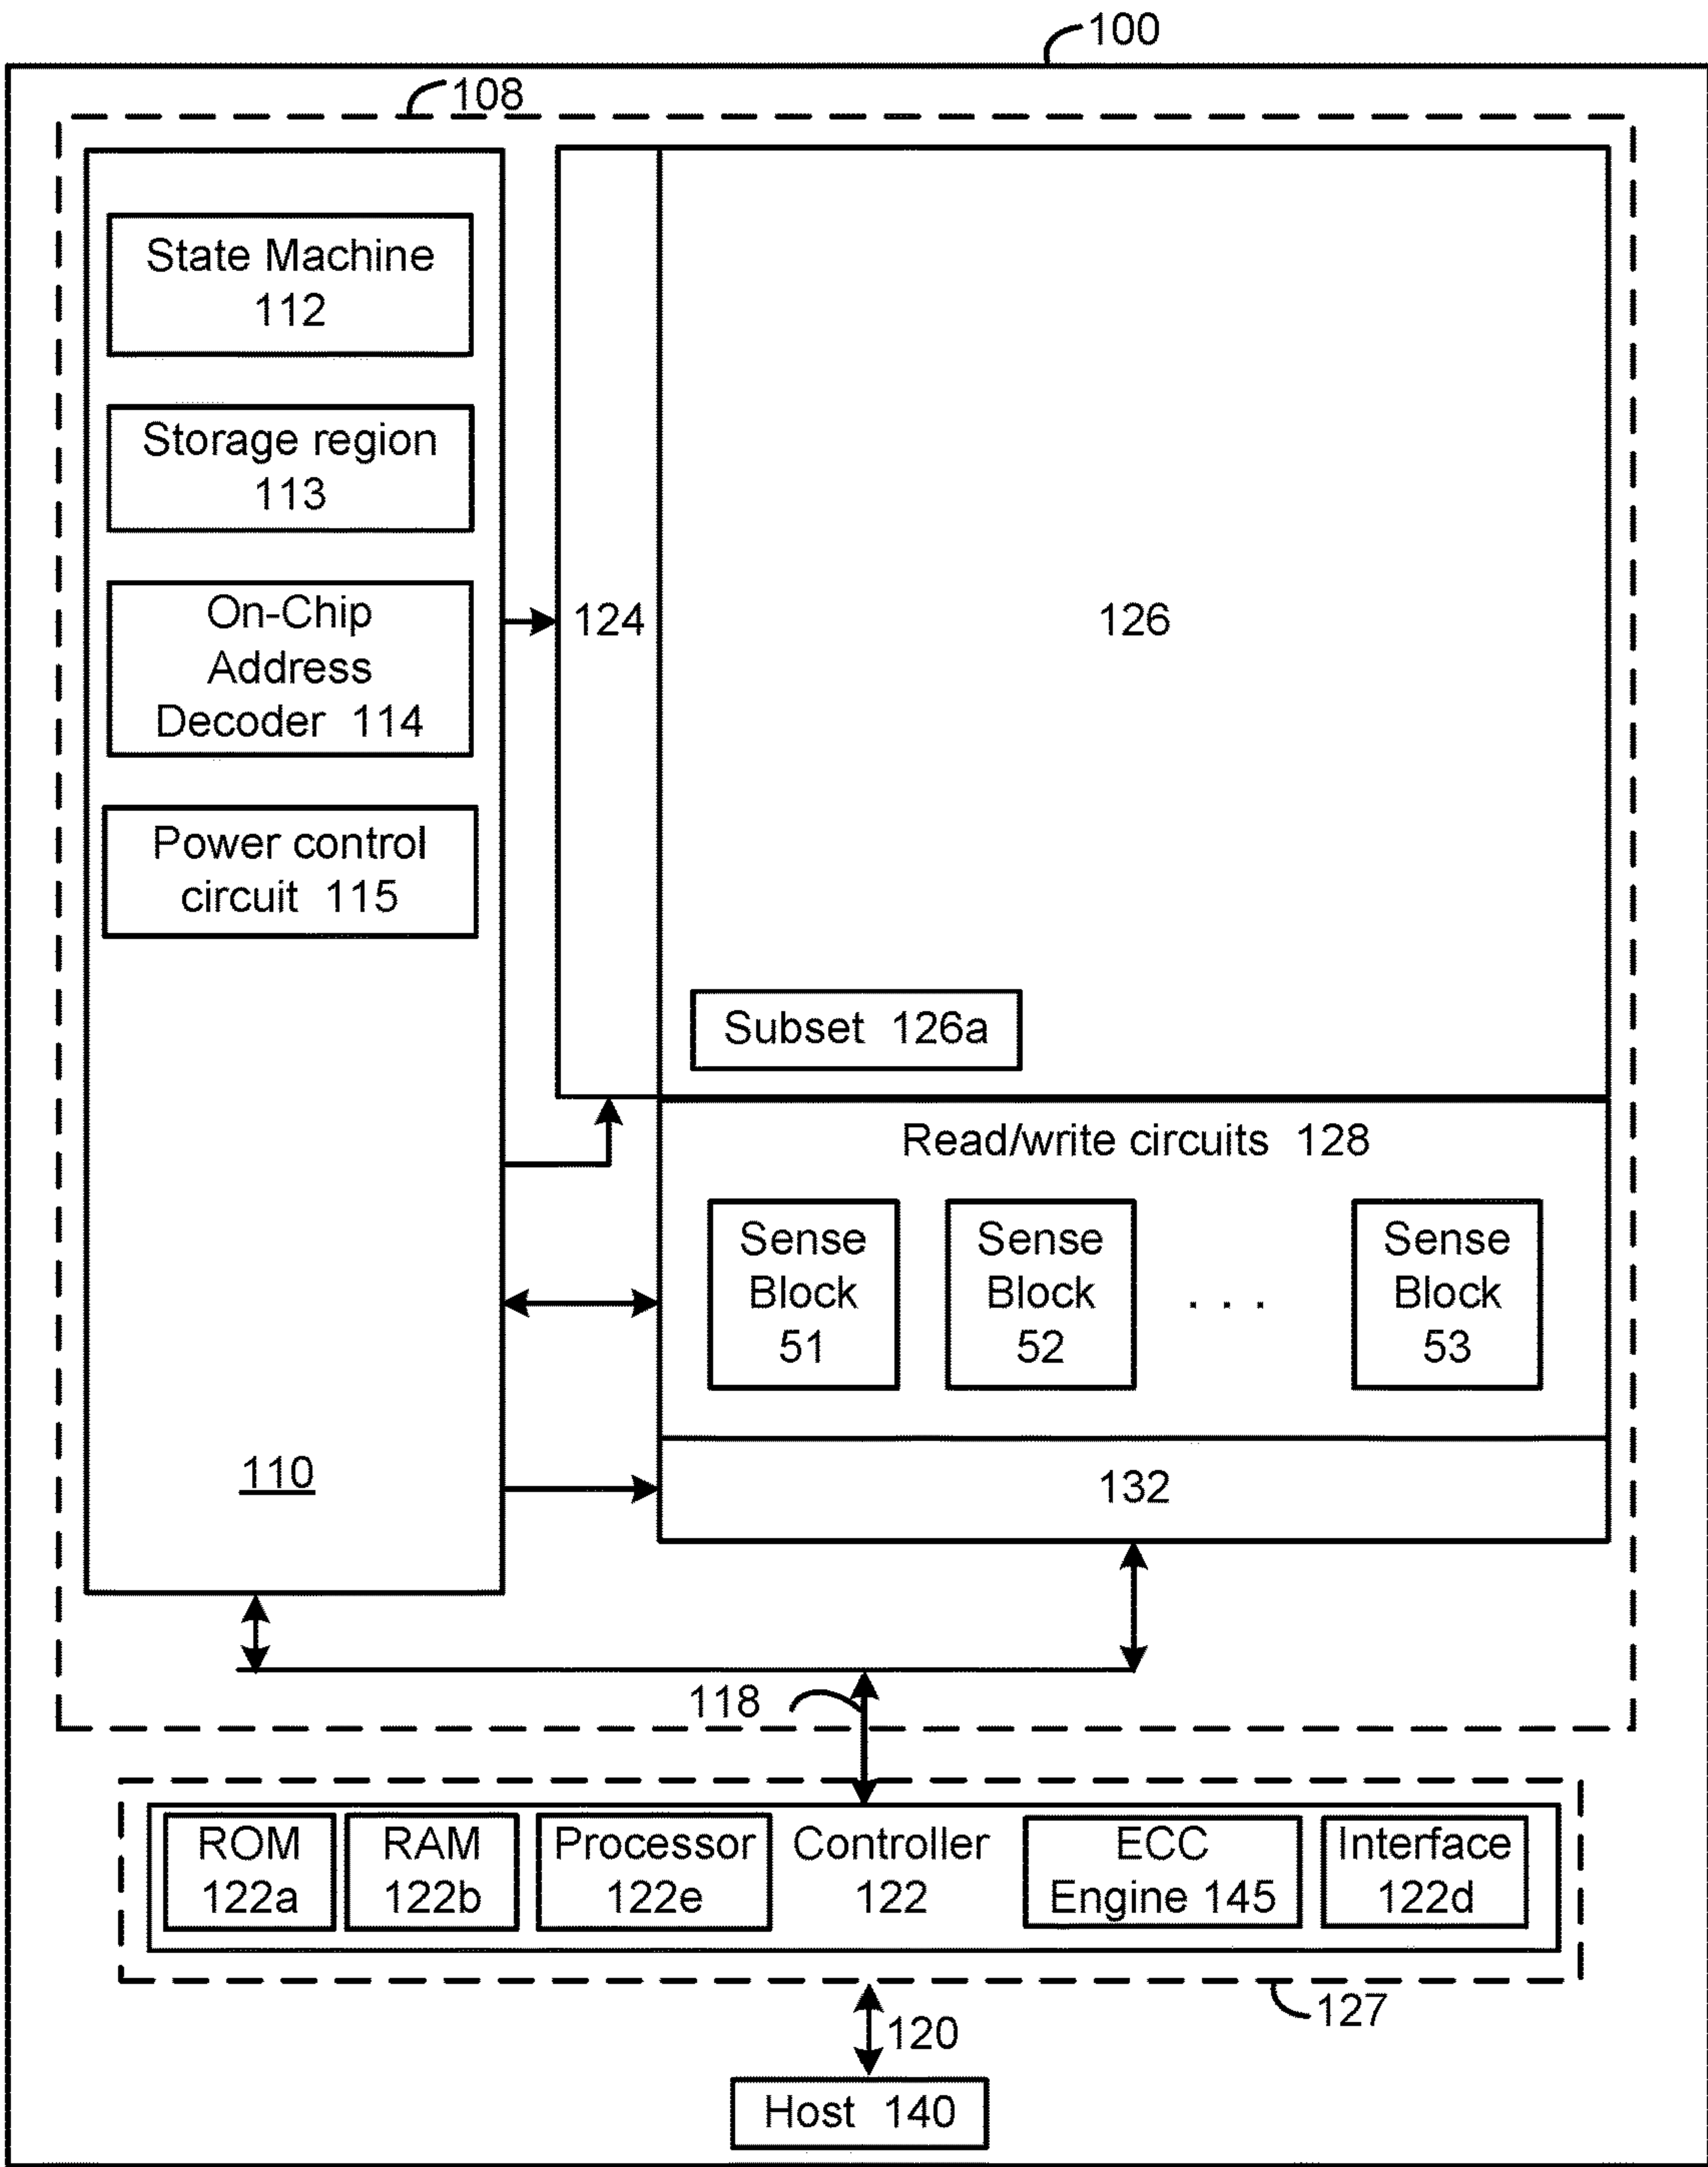 100
108
State Machine
112
Storage region
113
On-Chip
Address
Decoder 114
Power control
circuit 115
110
124
126
Subset 126a
Read/write circuits 128
Sense
Block
51
Sense
Block
52
. . .
Sense
Block
53
132
118
ROM
122a
RAM
122b
Processor
122e
Controller
122
ECC
Engine 145
Interface
122d
127
120
Host 140